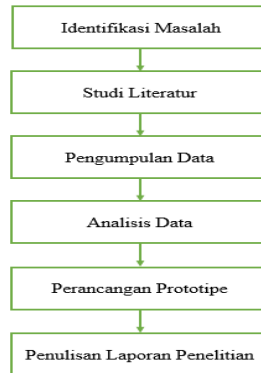 Identifikasi Masalah
Studi Literatur
Pengumpulan Data
Analisis Data
Perancangan Prototipe
Penulisan Laporan Penelitian